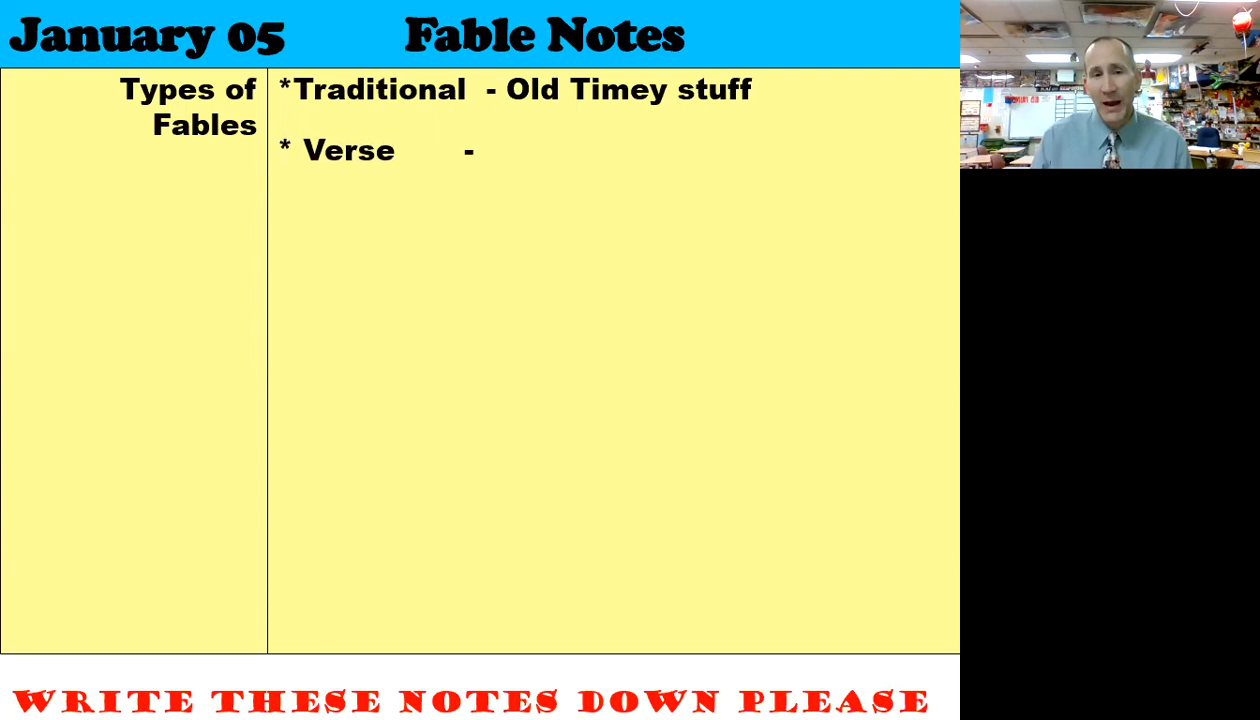 January 05 Fable Notes
Types of *Traditional - Old Timey stuff
Fables
* Verse -
WRITE THESE NOTES DOWN PLEASE